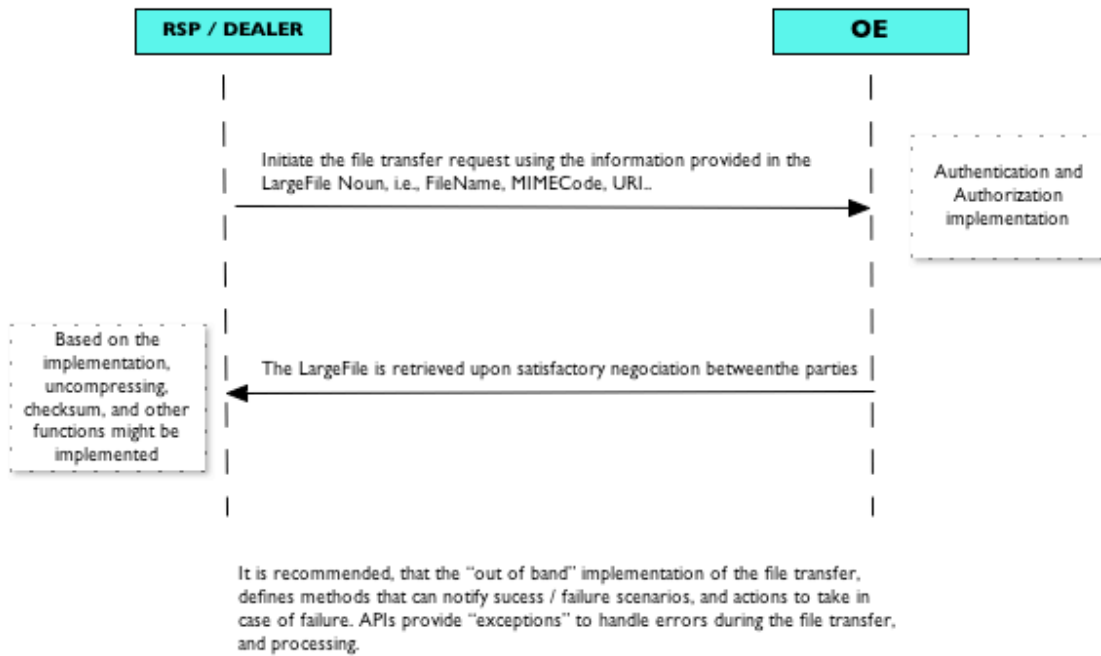 RSP / DEALER
OE
Initiate the file transfer request using the information provided in the
LargeFile Noun, i.e., FileName, MIMECode, URI..
Authentication and
Authorization
implementation
Based on the
implementation,
uncompressing,
checksum, and other
functions might be
implemented
The LargeFile is retrieved upon satisfactory negociation betweenthe parties
It is recommended, that the “out of band” implementation of the file transfer,
defines methods that can notify sucess / failure scenarios, and actions to take in
case of failure. APIs provide “exceptions” to handle errors during the file transfer,
and processing.